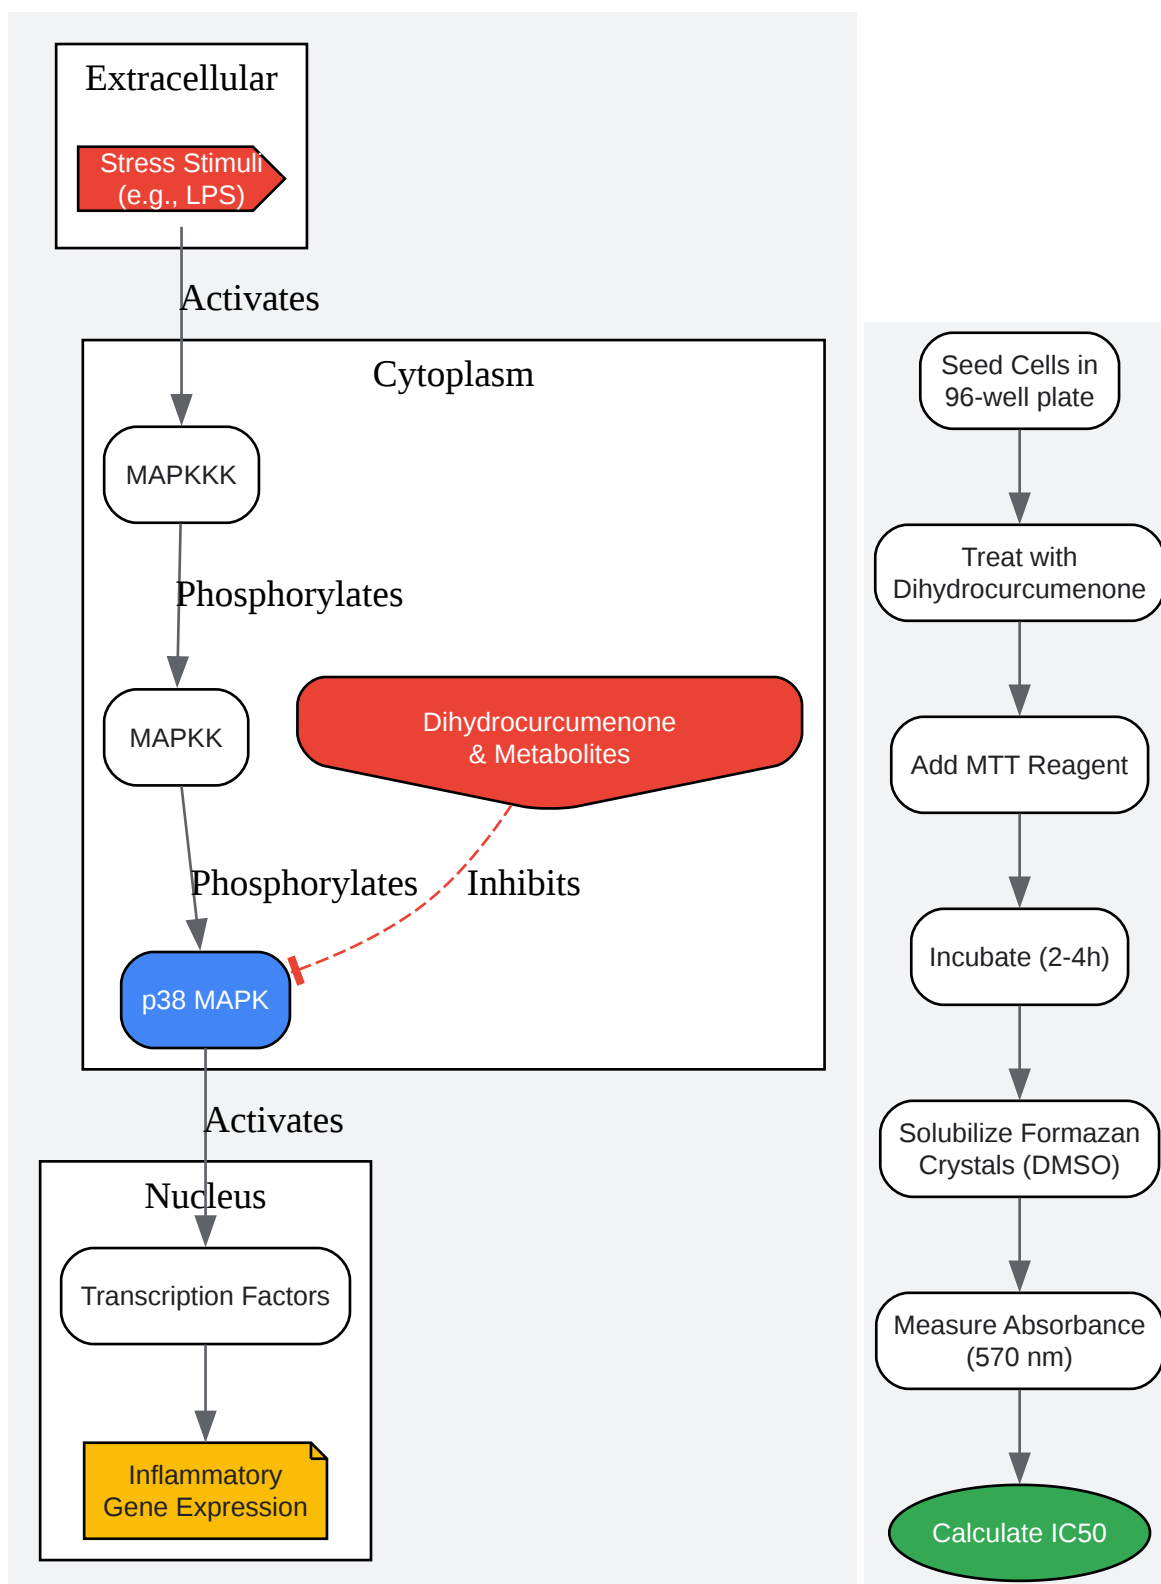 Extracellular
Stress Stimuli
(e.g., LPS)
Activates
Cytoplasm
MAPKKK
Phosphorylates
MAPKK
Dihydrocurcumenone
& Metabolites
Phosphorylates
Inhibits
p38 MAPK
Activates
Nucleus
Transcription Factors
Inflammatory
Gene Expression
Seed Cells in
96-well plate
Treat with
Dihydrocurcumenone
Add MTT Reagent
Incubate (2-4h)
Solubilize Formazan
Crystals (DMSO)
Measure Absorbance
(570 nm)
Calculate IC50